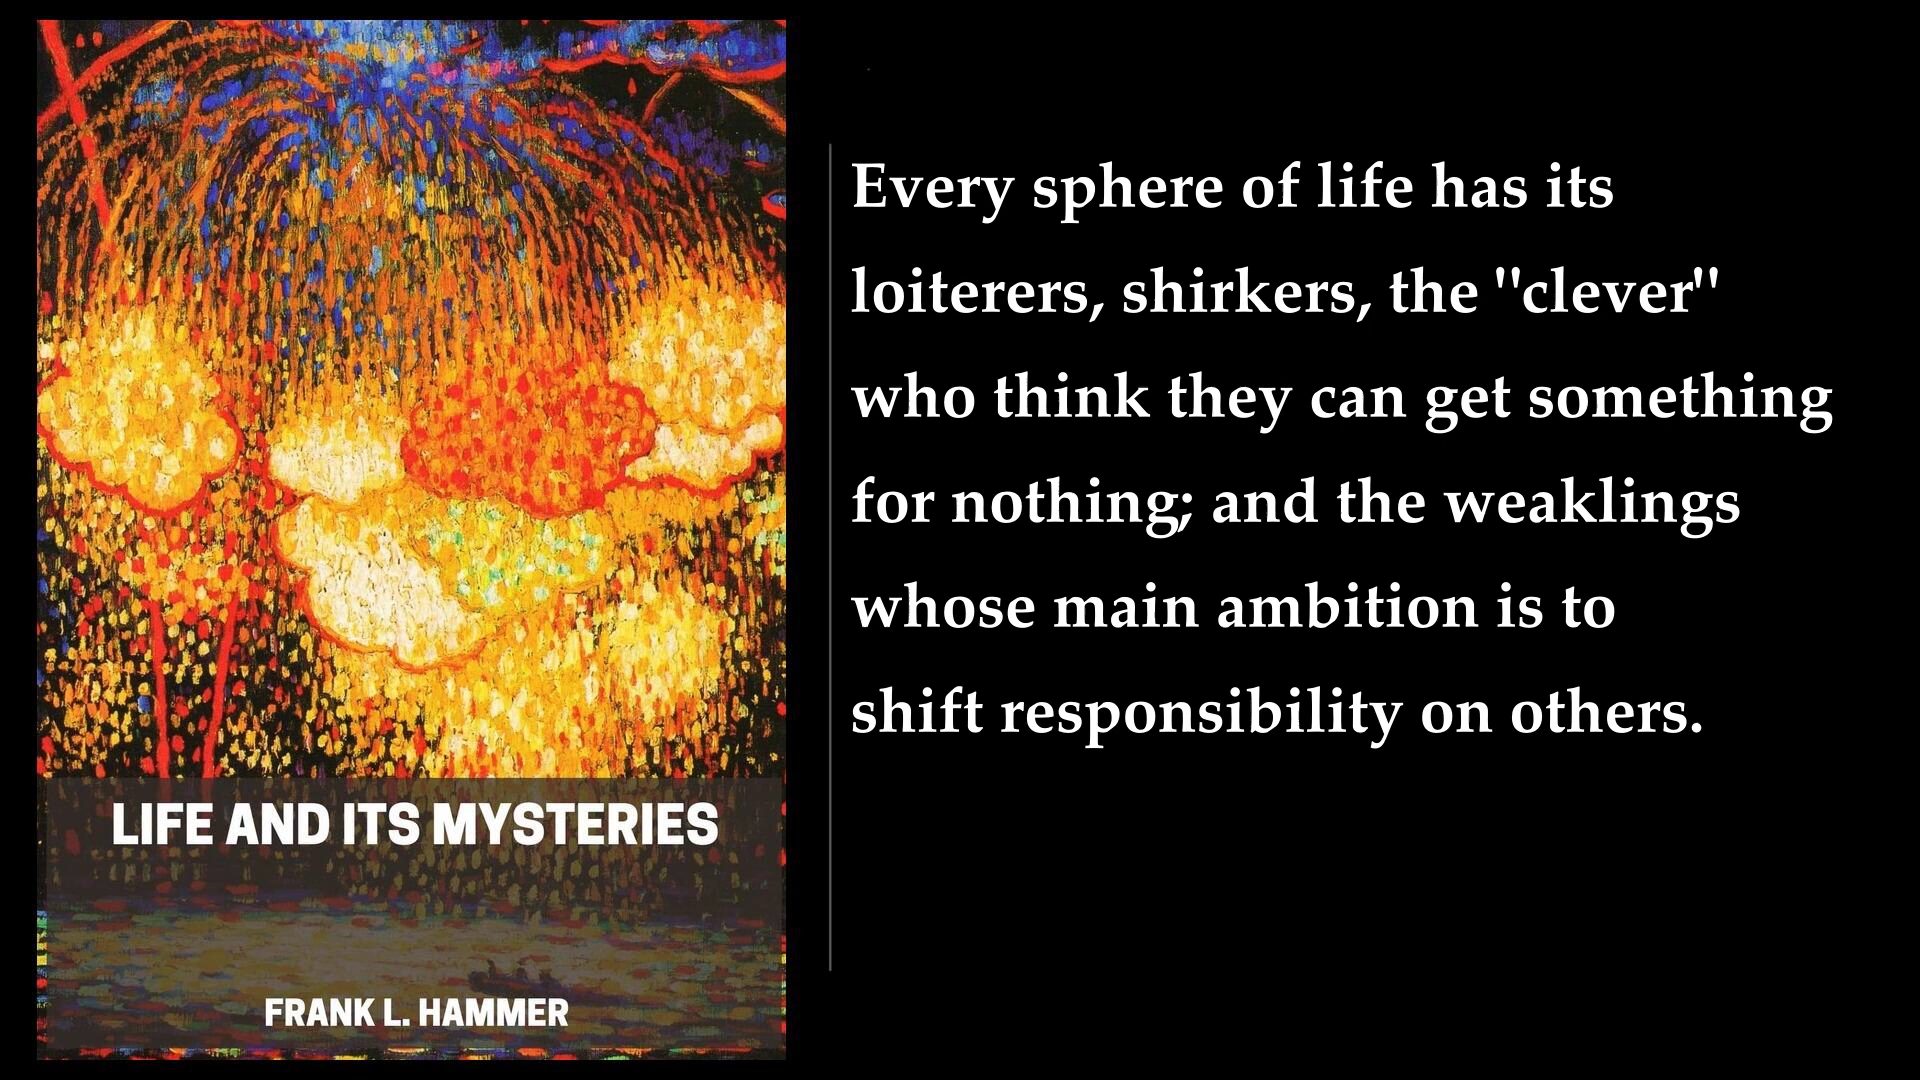 LIFE AND ITS MYSTERIES
FRANK L. HAMMER
Every sphere of life has its
loiterers, shirkers, the "clever"
who think they can get something
for nothing; and the weaklings
whose main ambition is to
shift responsibility on others.